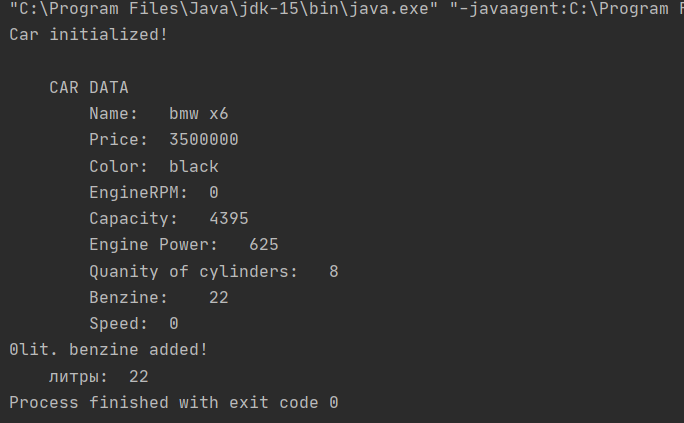 "C:\Program Files\Java\jdk-15\bin\java.exe" "-javaagent:C:\Program F
Car initialized!
CAR DATA
Name: bmw x6
Price: 3500000
Color: black
EngineRPM: 0
Capacity: 4395
Engine Power: 625
Quanity of cylinders: 8
Benzine: 22
Speed: 0
0lit. benzine added!
литры: 22
Process finished with exit code 0